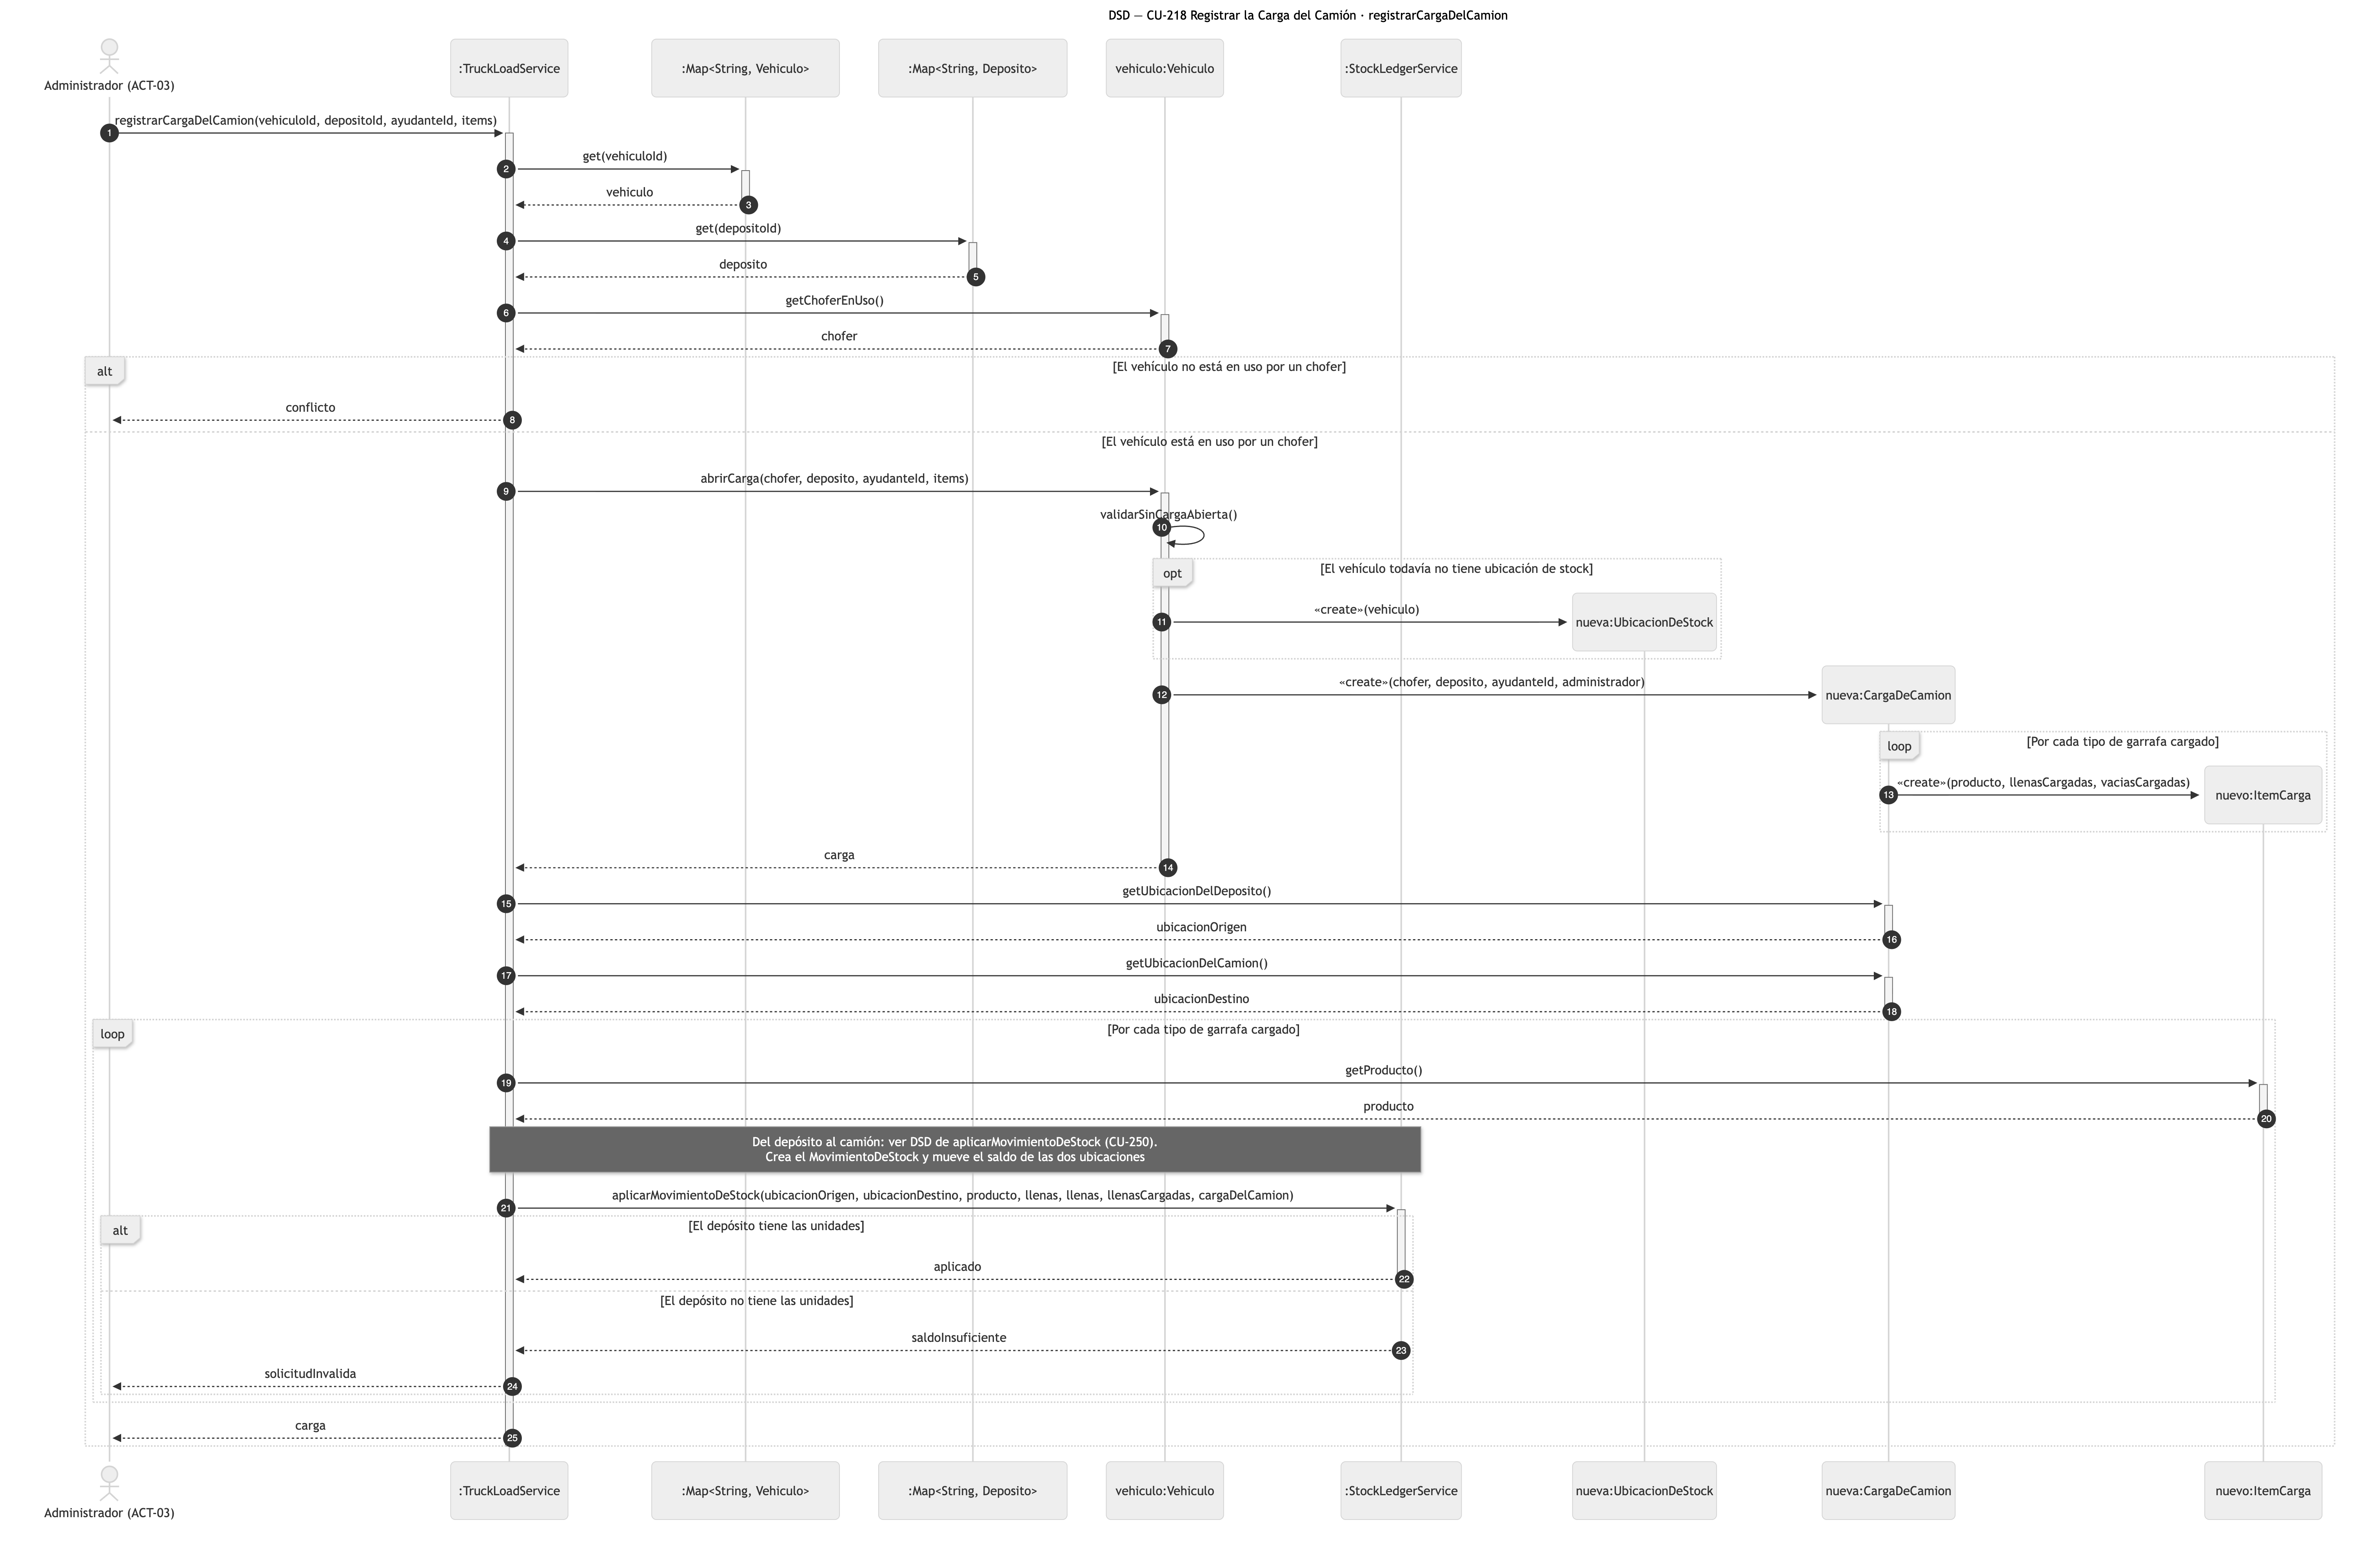 DSD — CU-218 Registrar la Carga del Camión · registrarCargaDelCamion
Administrador (ACT-03)
:TruckLoadService
:Map<String, Vehiculo>
:Map<String, Deposito>
vehiculo:Vehiculo
:StockLedgerService
1
registrarCargaDelCamion(vehiculoId, depositoId, ayudanteId, items)
2
get(vehiculoId)
vehiculo
3
4
get(depositoId)
deposito
5
6
getChoferEnUso()
chofer
7
alt
[El vehículo no está en uso por un chofer]
conflicto
8
[El vehículo está en uso por un chofer]
9
abrirCarga(chofer, deposito, ayudanteId, items)
validarSinCargaAbierta()
10
opt
[El vehículo todavía no tiene ubicación de stock]
11
«create»(vehiculo)
nueva:UbicacionDeStock
12
«create»(chofer, deposito, ayudanteId, administrador)
nueva:CargaDeCamion
loop
[Por cada tipo de garrafa cargado]
13
«create»(producto, llenasCargadas, vaciasCargadas)
nuevo:ItemCarga
carga
14
15
getUbicacionDelDeposito()
ubicacionOrigen
16
17
getUbicacionDelCamion()
ubicacionDestino
18
loop
[Por cada tipo de garrafa cargado]
19
getProducto()
producto
20
Del depósito al camión: ver DSD de aplicarMovimientoDeStock (CU-250).
Crea el MovimientoDeStock y mueve el saldo de las dos ubicaciones
21
aplicarMovimientoDeStock(ubicacionOrigen, ubicacionDestino, producto, llenas, llenas, llenasCargadas, cargaDelCamion)
alt
[El depósito tiene las unidades]
aplicado
22
[El depósito no tiene las unidades]
saldoInsuficiente
23
solicitudInvalida
24
carga
25
Administrador (ACT-03)
:TruckLoadService
:Map<String, Vehiculo>
:Map<String, Deposito>
vehiculo:Vehiculo
:StockLedgerService
nueva:UbicacionDeStock
nueva:CargaDeCamion
nuevo:ItemCarga